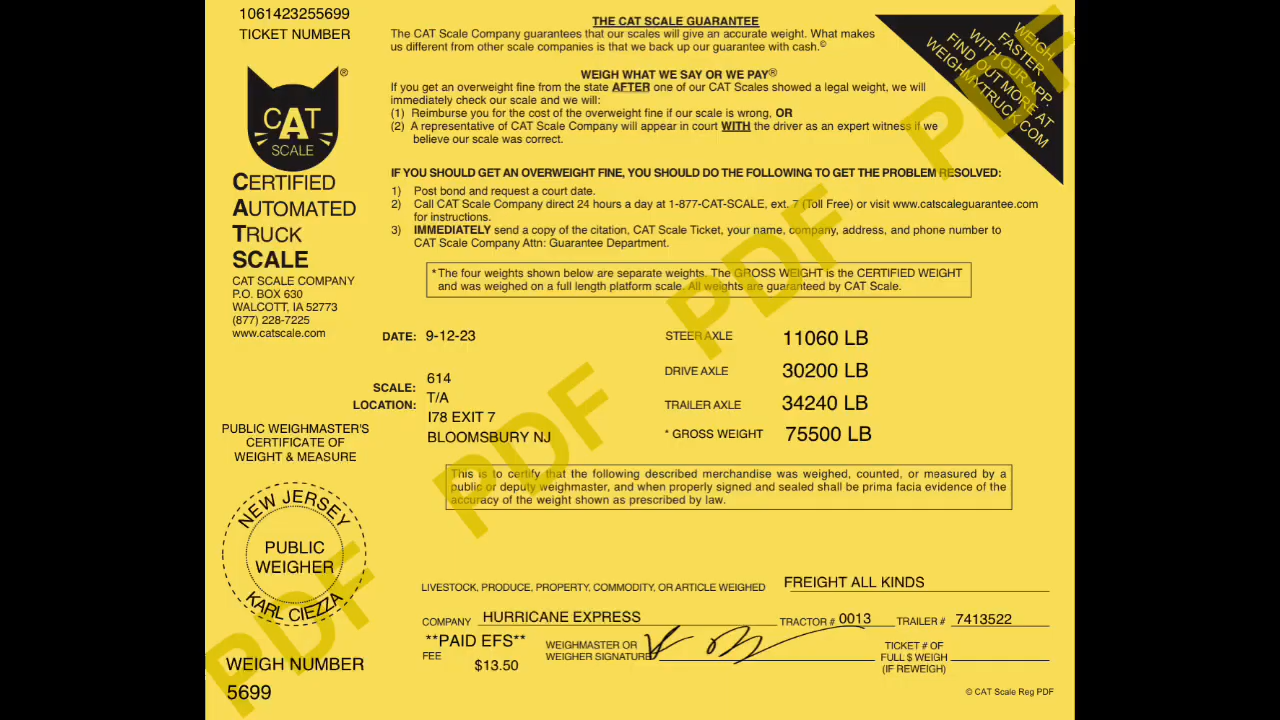 1061423255699
TICKET NUMBER
THE CAT SCALE GUARANTEE
The CAT Scale Company guarantees that our scales will give an accurate weight. What makes
us different from other scale companies is that we back up our guarantee with cash.©
WEIGH WHAT WE SAY OR WE PAY®
If you get an overweight fine from the state AFTER one of our CAT Scales showed a legal weight, we will
immediately check our scale and we will:
(1) Reimburse you for the cost of the overweight fine if our scale is wrong, OR
(2) A representative of CAT Scale Company will appear in court WITH the driver as an expert witness if we
believe our scale was correct.
WEIGH
FASTER
WITH OUR APP.
FIND OUT MORE AT
WEIGHMYTRUCK.COM
CAT
SCALE
®
CERTIFIED
AUTOMATED
TRUCK
SCALE
CAT SCALE COMPANY
P.O. BOX 630
WALCOTT, IA 52773
(877) 228-7225
www.catscale.com
IF YOU SHOULD GET AN OVERWEIGHT FINE, YOU SHOULD DO THE FOLLOWING TO GET THE PROBLEM RESOLVED:
1) Post bond and request a court date.
2) Call CAT Scale Company direct 24 hours a day at 1-877-CAT-SCALE, ext. 7 (Toll Free) or visit www.catscaleguarantee.com
for instructions.
3) IMMEDIATELY send a copy of the citation, CAT Scale Ticket, your name, company, address, and phone number to
CAT Scale Company Attn: Guarantee Department.
*The four weights shown below are separate weights. The GROSS WEIGHT is the CERTIFIED WEIGHT
and was weighed on a full length platform scale. All weights are guaranteed by CAT Scale.
DATE: 9-12-23
SCALE: 614
LOCATION: T/A
I78 EXIT 7
BLOOMSBURY NJ
STEER AXLE 11060 LB
DRIVE AXLE 30200 LB
TRAILER AXLE 34240 LB
* GROSS WEIGHT 75500 LB
PUBLIC WEIGHMASTER'S
CERTIFICATE OF
WEIGHT & MEASURE
This is to certify that the following described merchandise was weighed, counted, or measured by a
public or deputy weighmaster, and when properly signed and sealed shall be prima facia evidence of the
accuracy of the weight shown as prescribed by law.
NEW JERSEY
PUBLIC
WEIGHER
KARL CIEZZA
LIVESTOCK, PRODUCE, PROPERTY, COMMODITY, OR ARTICLE WEIGHED FREIGHT ALL KINDS
COMPANY HURRICANE EXPRESS TRACTOR # 0013 TRAILER # 7413522
**PAID EFS**
FEE $13.50
WEIGHMASTER OR
WEIGHER SIGNATURE
TICKET # OF
FULL $ WEIGH
(IF REWEIGH)
WEIGH NUMBER
5699
© CAT Scale Reg PDF
PDF PDF PDF PDF